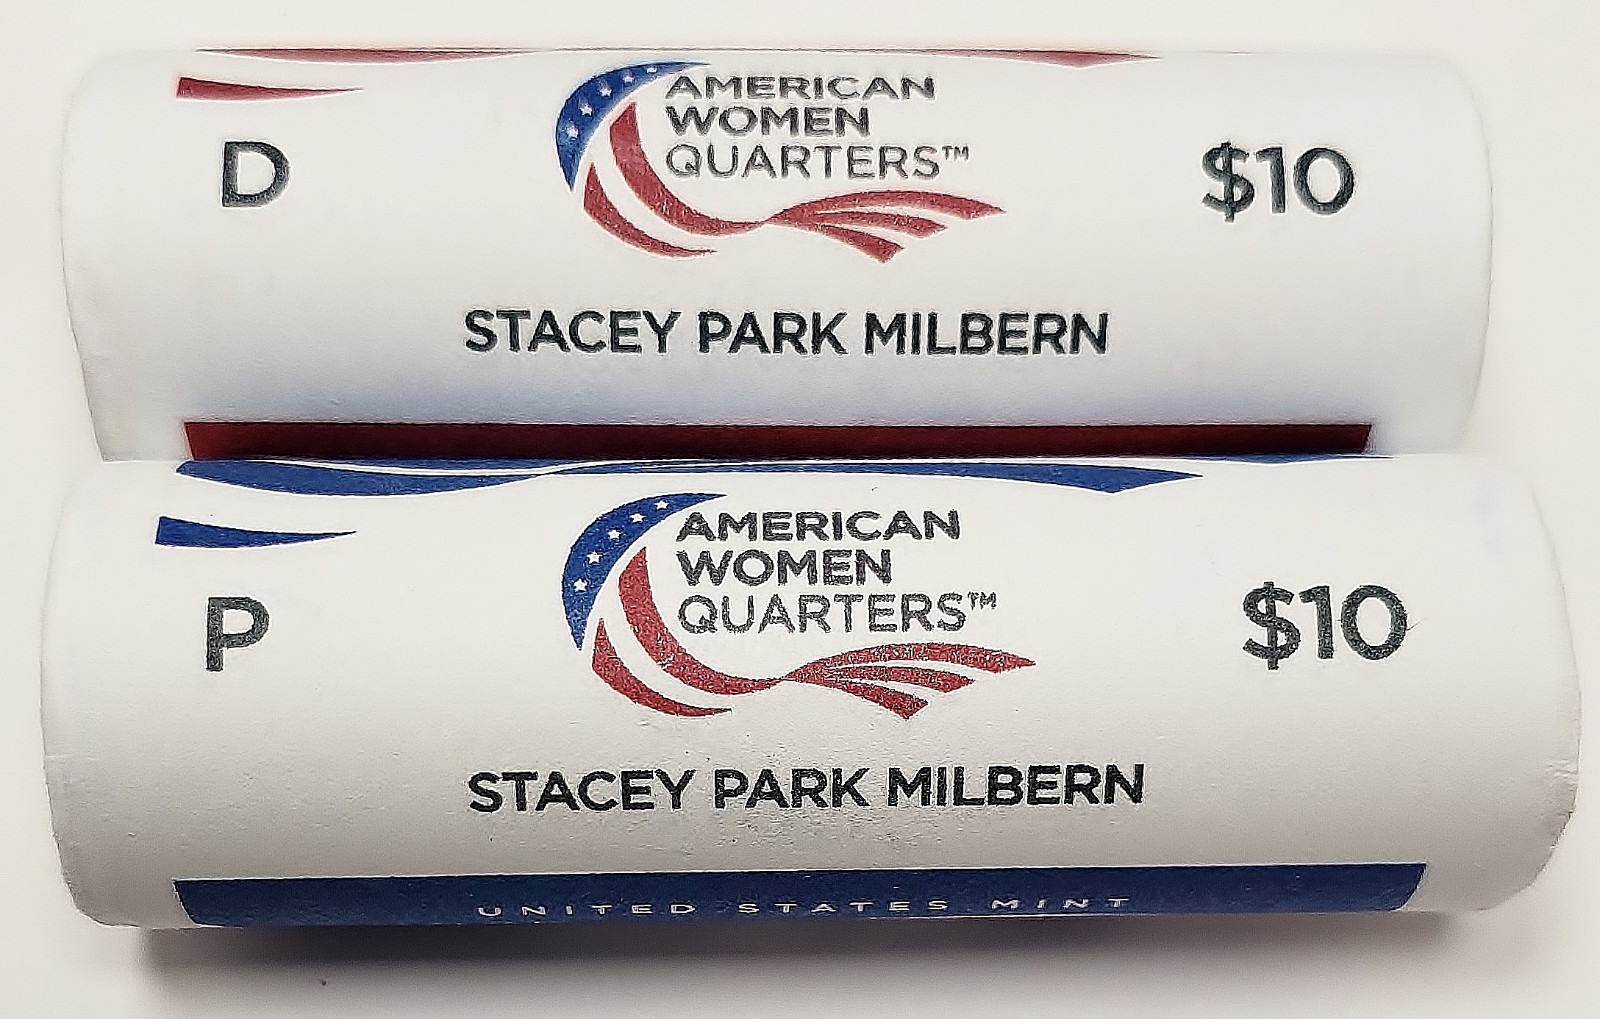 AMERICAN
WOMEN
QUARTERS™
D
$10
STACEY PARK MILBERN
AMERICAN
WOMEN
QUARTERS™
P
$10
STACEY PARK MILBERN
UNITED STATES MINT